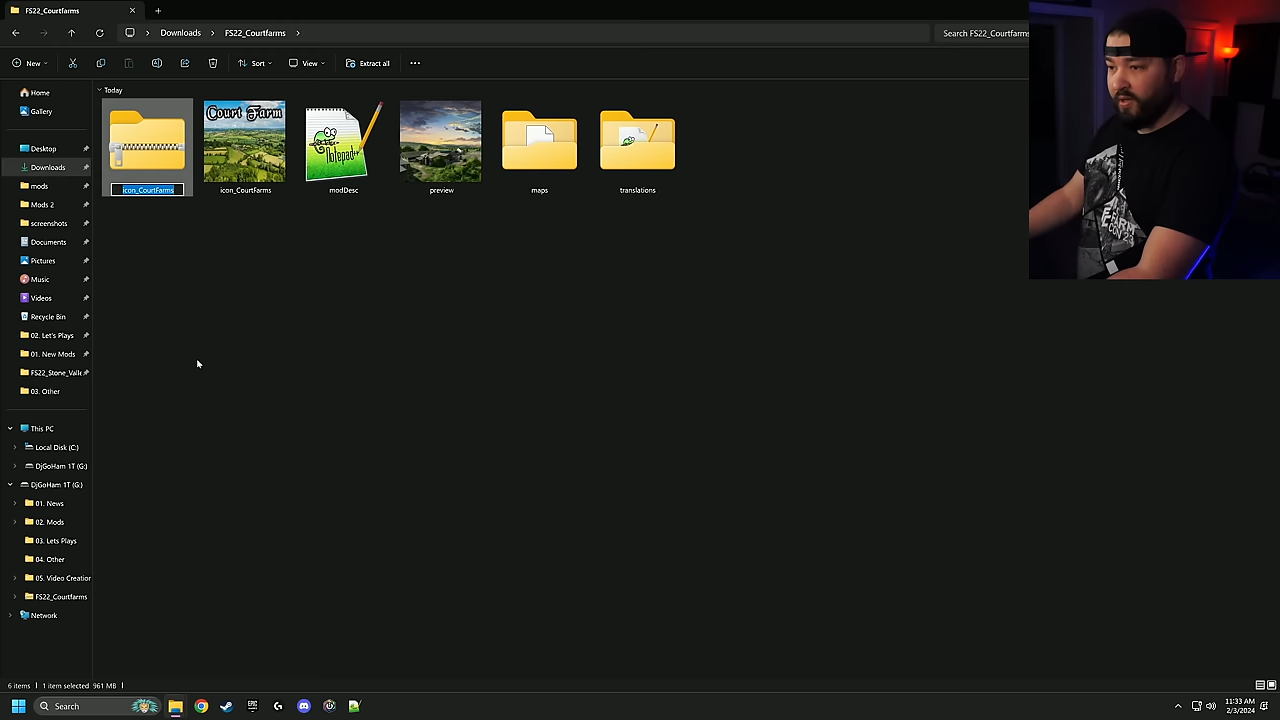 FS22_Courtfarms
Downloads
FS22_Courtfarms
Search FS22_Courtfarms
New
Sort
View
Extract all
Today
Court Farm
Notepad++
icon_CourtFarms
icon_CourtFarms
modDesc
preview
maps
translations
Home
Gallery
Desktop
Downloads
mods
Mods 2
screenshots
Documents
Pictures
Music
Videos
Recycle Bin
02. Let's Plays
01. New Mods
FS22_Stone_Valle
03. Other
This PC
Local Disk (C:)
DjGoHam 1T (G:)
DjGoHam 1T (G:)
01. News
02. Mods
03. Lets Plays
04. Other
05. Video Creation
FS22_Courtfarms
Network
6 items
1 item selected 961 MB
Search
11:33 AM
2/3/2024